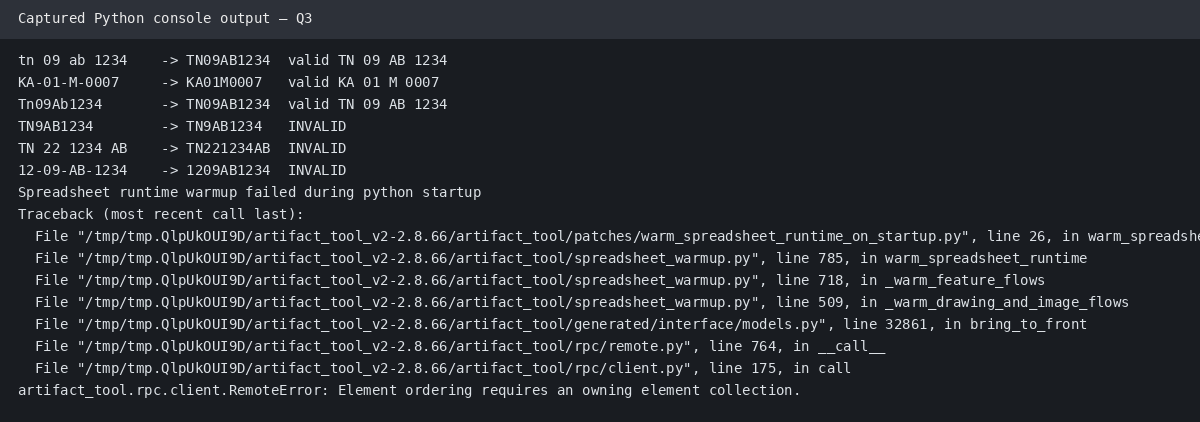 Captured Python console output — Q3
tn 09 ab 1234    -> TN09AB1234  valid TN 09 AB 1234
KA-01-M-0007     -> KA01M0007   valid KA 01 M 0007
Tn09Ab1234       -> TN09AB1234  valid TN 09 AB 1234
TN9AB1234        -> TN9AB1234   INVALID
TN 22 1234 AB    -> TN221234AB  INVALID
12-09-AB-1234    -> 1209AB1234  INVALID
Spreadsheet runtime warmup failed during python startup
Traceback (most recent call last):
  File "/tmp/tmp.QlpUkOUI9D/artifact_tool_v2-2.8.66/artifact_tool/patches/warm_spreadsheet_runtime_on_startup.py", line 26, in warm_spreadshe
  File "/tmp/tmp.QlpUkOUI9D/artifact_tool_v2-2.8.66/artifact_tool/spreadsheet_warmup.py", line 785, in warm_spreadsheet_runtime
  File "/tmp/tmp.QlpUkOUI9D/artifact_tool_v2-2.8.66/artifact_tool/spreadsheet_warmup.py", line 718, in _warm_feature_flows
  File "/tmp/tmp.QlpUkOUI9D/artifact_tool_v2-2.8.66/artifact_tool/spreadsheet_warmup.py", line 509, in _warm_drawing_and_image_flows
  File "/tmp/tmp.QlpUkOUI9D/artifact_tool_v2-2.8.66/artifact_tool/generated/interface/models.py", line 32861, in bring_to_front
  File "/tmp/tmp.QlpUkOUI9D/artifact_tool_v2-2.8.66/artifact_tool/rpc/remote.py", line 764, in __call__
  File "/tmp/tmp.QlpUkOUI9D/artifact_tool_v2-2.8.66/artifact_tool/rpc/client.py", line 175, in call
artifact_tool.rpc.client.RemoteError: Element ordering requires an owning element collection.